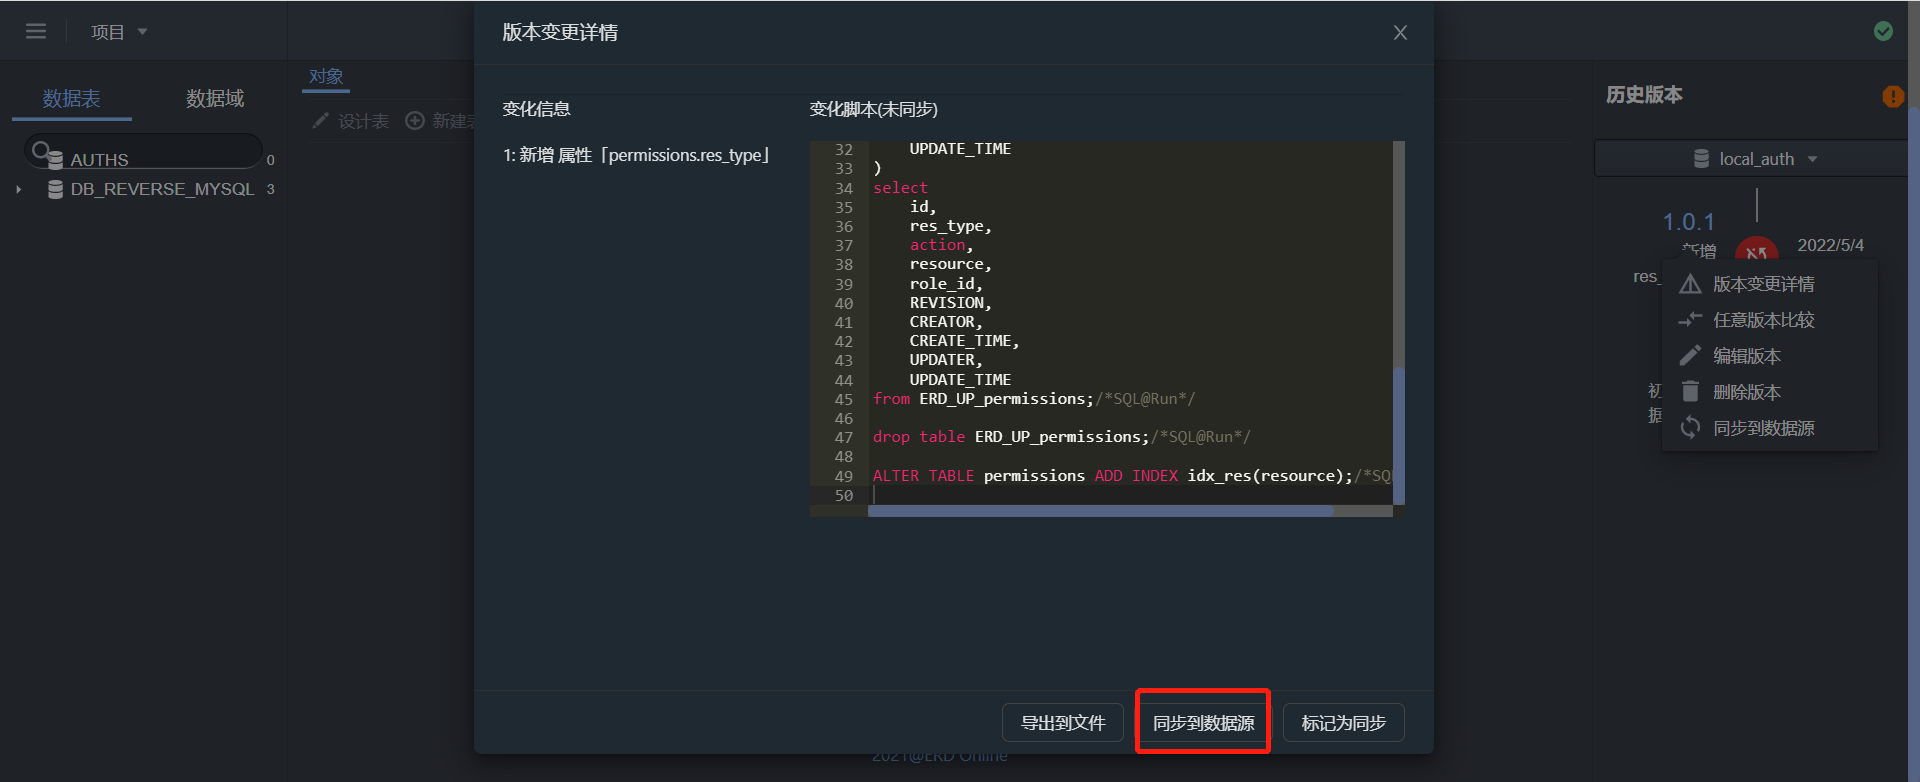 项目
数据表
数据域
AUTHS
0
DB_REVERSE_MYSQL
3
对象
设计表
新建表
版本变更详情
变化信息
1: 新增 属性「permissions.res_type」
变化脚本(未同步)
32 UPDATE_TIME
33 )
34 select
35 id,
36 res_type,
37 action,
38 resource,
39 role_id,
40 REVISION,
41 CREATOR,
42 CREATE_TIME,
43 UPDATER,
44 UPDATE_TIME
45 from ERD_UP_permissions;/*SQL@Run*/
46
47 drop table ERD_UP_permissions;/*SQL@Run*/
48
49 ALTER TABLE permissions ADD INDEX idx_res(resource);/*SQL
50
导出到文件
同步到数据源
标记为同步
2021@ERD Online
历史版本
local_auth
1.0.1
新增
res_
2022/5/4
初
据
版本变更详情
任意版本比较
编辑版本
删除版本
同步到数据源